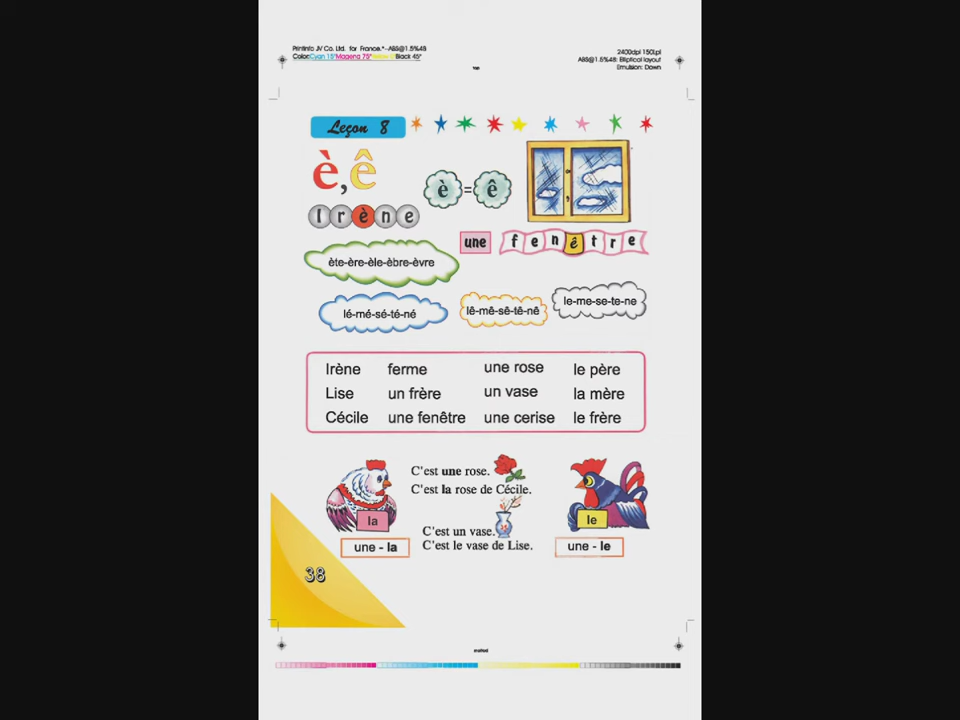 Printinto JV Co. Ltd. for France.*-ABS@1.5%48
Color:Cyan 15°Magena 75° Black 45°
2400dpi 150Lpi
ABS@1.5%48: Elliptical layout
Emulsion: Down
Leçon 8
è, ê
è = ê
Irène
une fenêtre
ète-ère-èle-èbre-èvre
lé-mé-sé-té-né
lê-mê-sê-tê-nê
le-me-se-te-ne
Irène ferme une rose le père
Lise un frère un vase la mère
Cécile une fenêtre une cerise le frère
C'est une rose.
C'est la rose de Cécile.
la
le
C'est un vase.
C'est le vase de Lise.
une - la
une - le
38